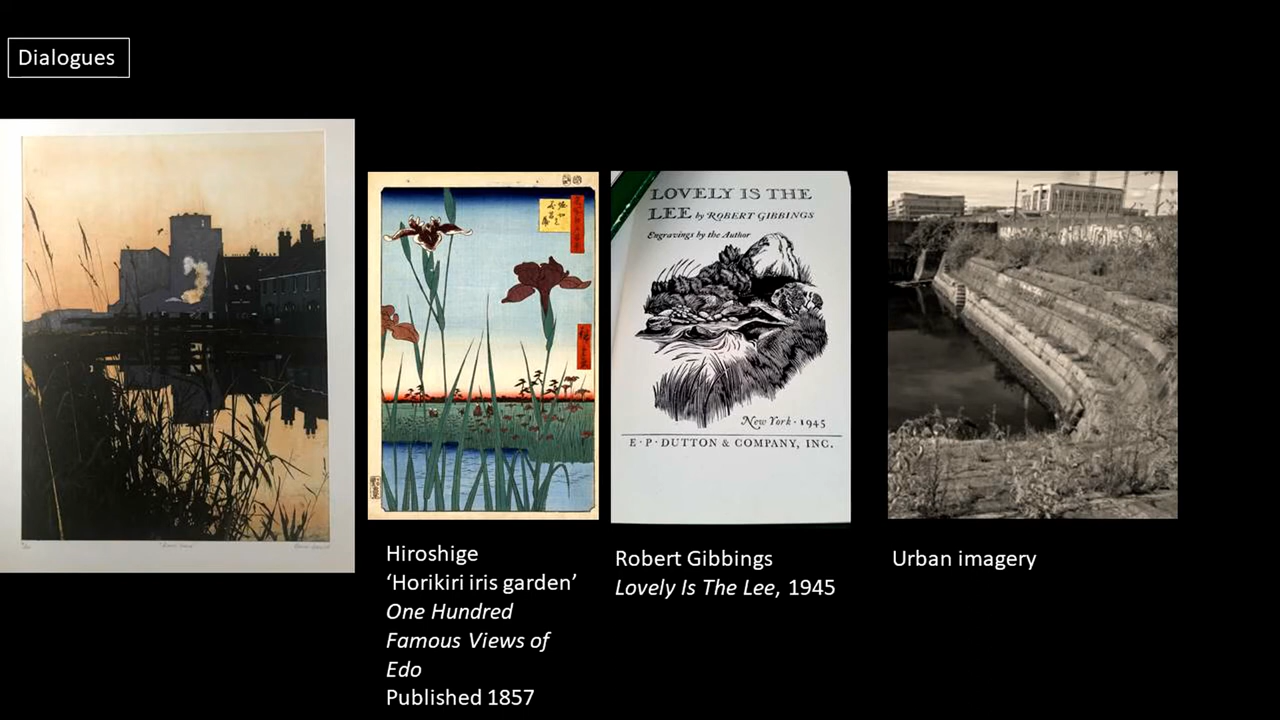 Dialogues
LOVELY IS THE
LEE by ROBERT GIBBINGS
Engravings by the Author
New York · 1945
E · P · DUTTON & COMPANY, INC.
Hiroshige
‘Horikiri iris garden’
One Hundred
Famous Views of
Edo
Published 1857
Robert Gibbings
Lovely Is The Lee, 1945
Urban imagery